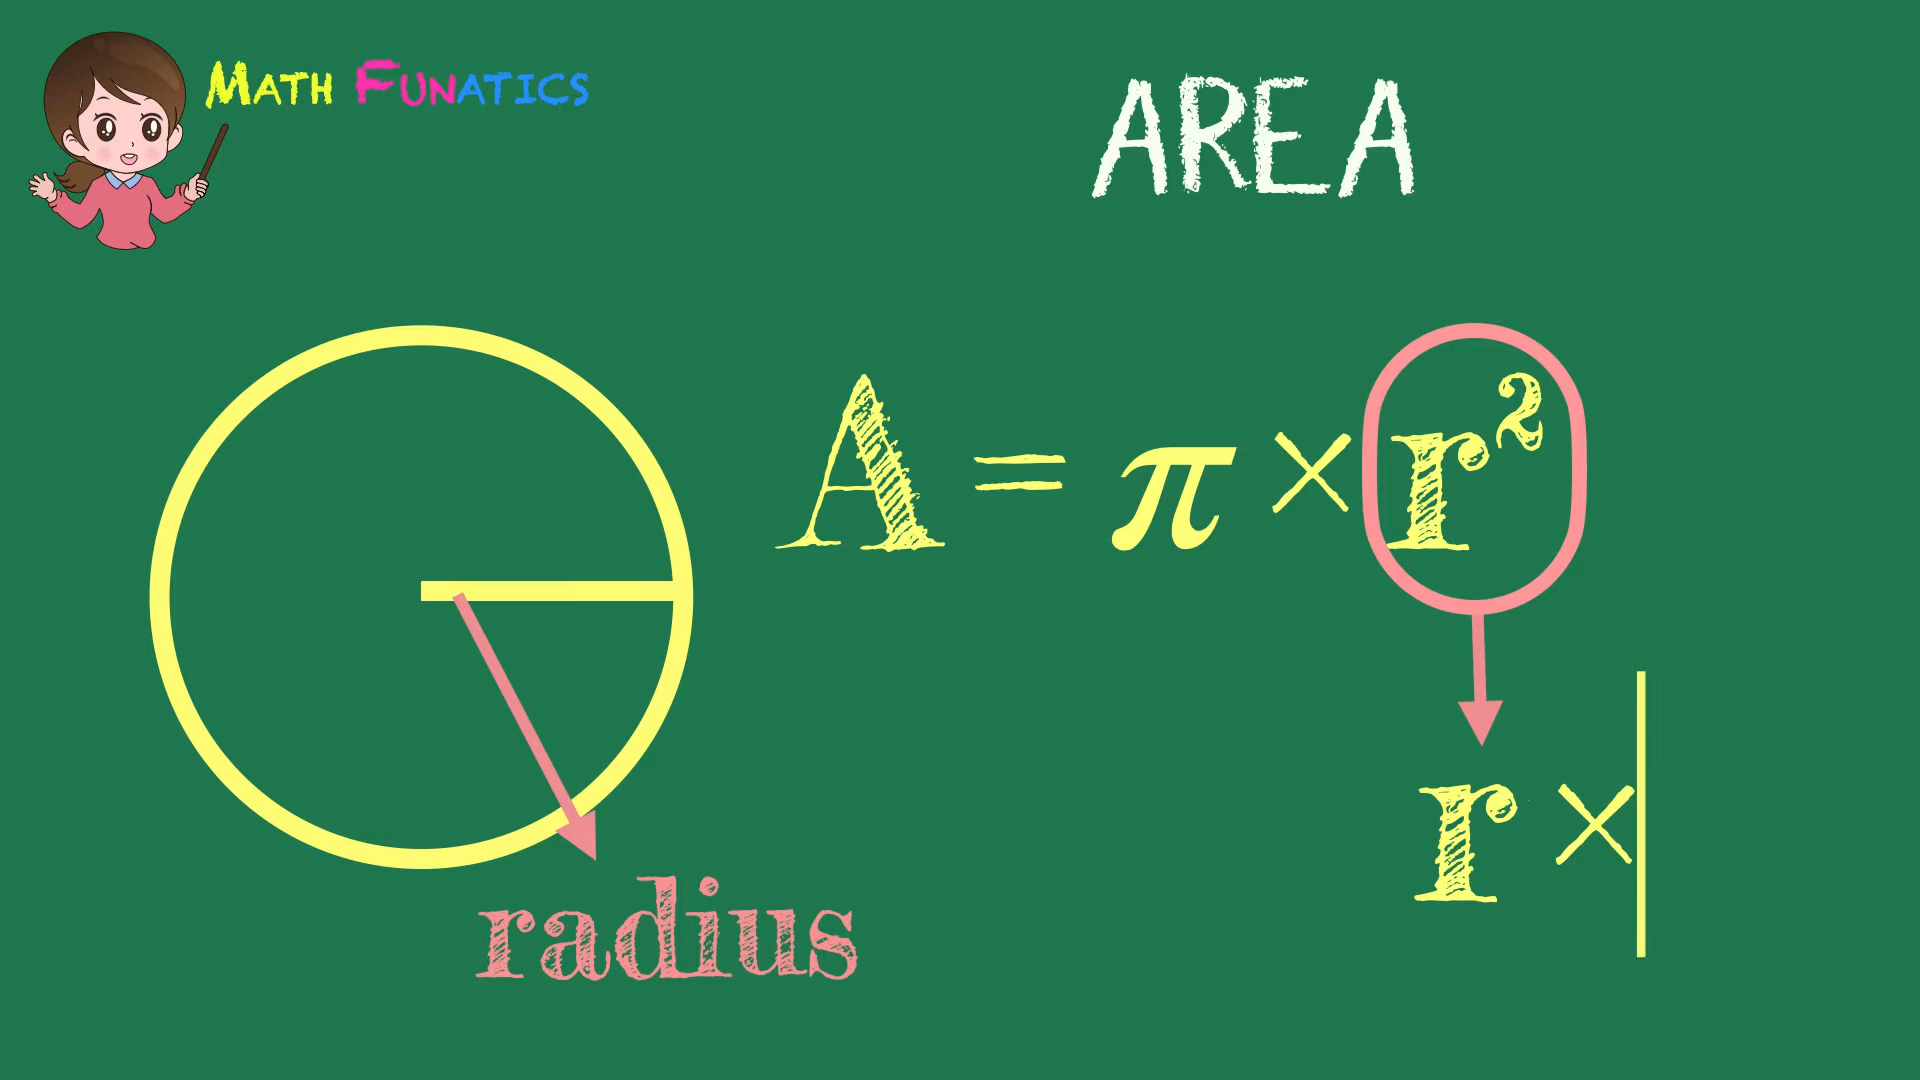 MATH FUNATICS
AREA
A = π × r²
r ×
radius